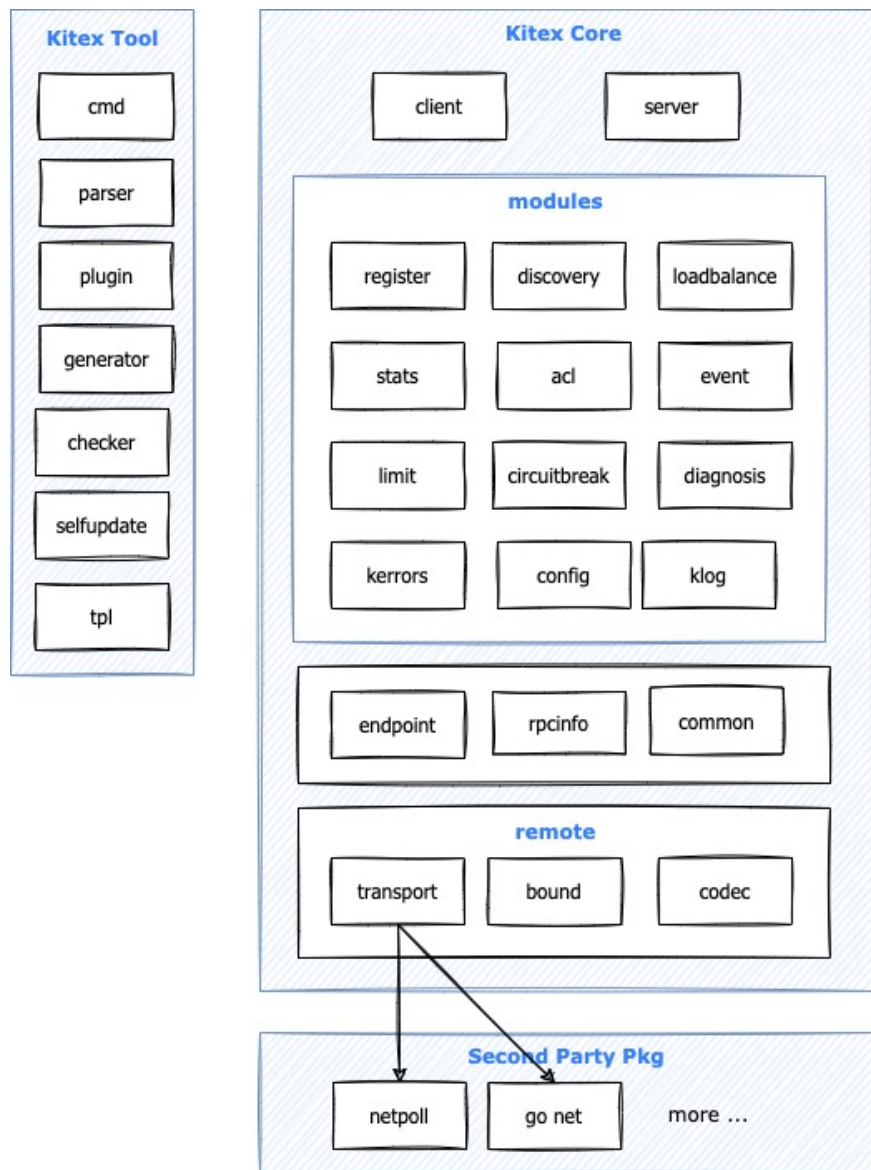 Kitex Tool
cmd
parser
plugin
generator
checker
selfupdate
tpl
Kitex Core
client
server
modules
register
discovery
loadbalance
stats
acl
event
limit
circuitbreak
diagnosis
kerrors
config
klog
endpoint
rpcinfo
common
remote
transport
bound
codec
Second Party Pkg
netpoll
go net
more ...